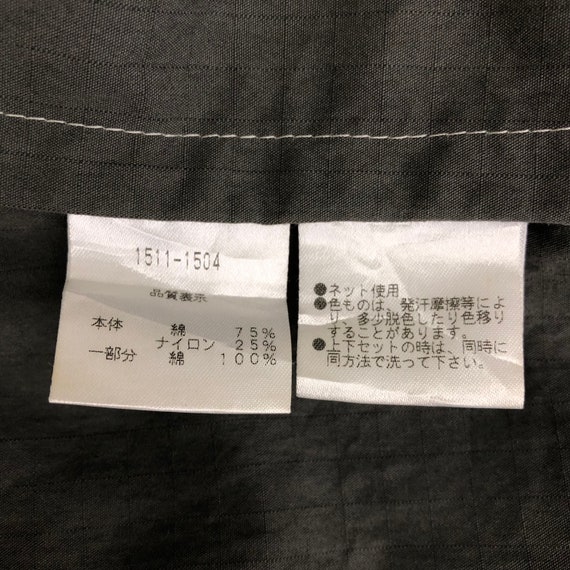 1511-1504
品質表示
本体 綿 75%
ナイロン 25%
一部分 綿 100%
●ネット使用
●色ものは、発汗摩擦等によ
り、多少脱色したり色移り
することがあります。
●上下セットの時は、同時に
同方法で洗って下さい。